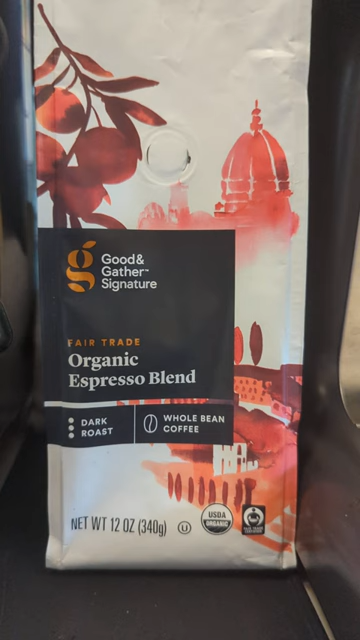 Good&
Gather™
Signature
FAIR TRADE
Organic
Espresso Blend
DARK
ROAST
WHOLE BEAN
COFFEE
NET WT 12 OZ (340g)
U
USDA
ORGANIC